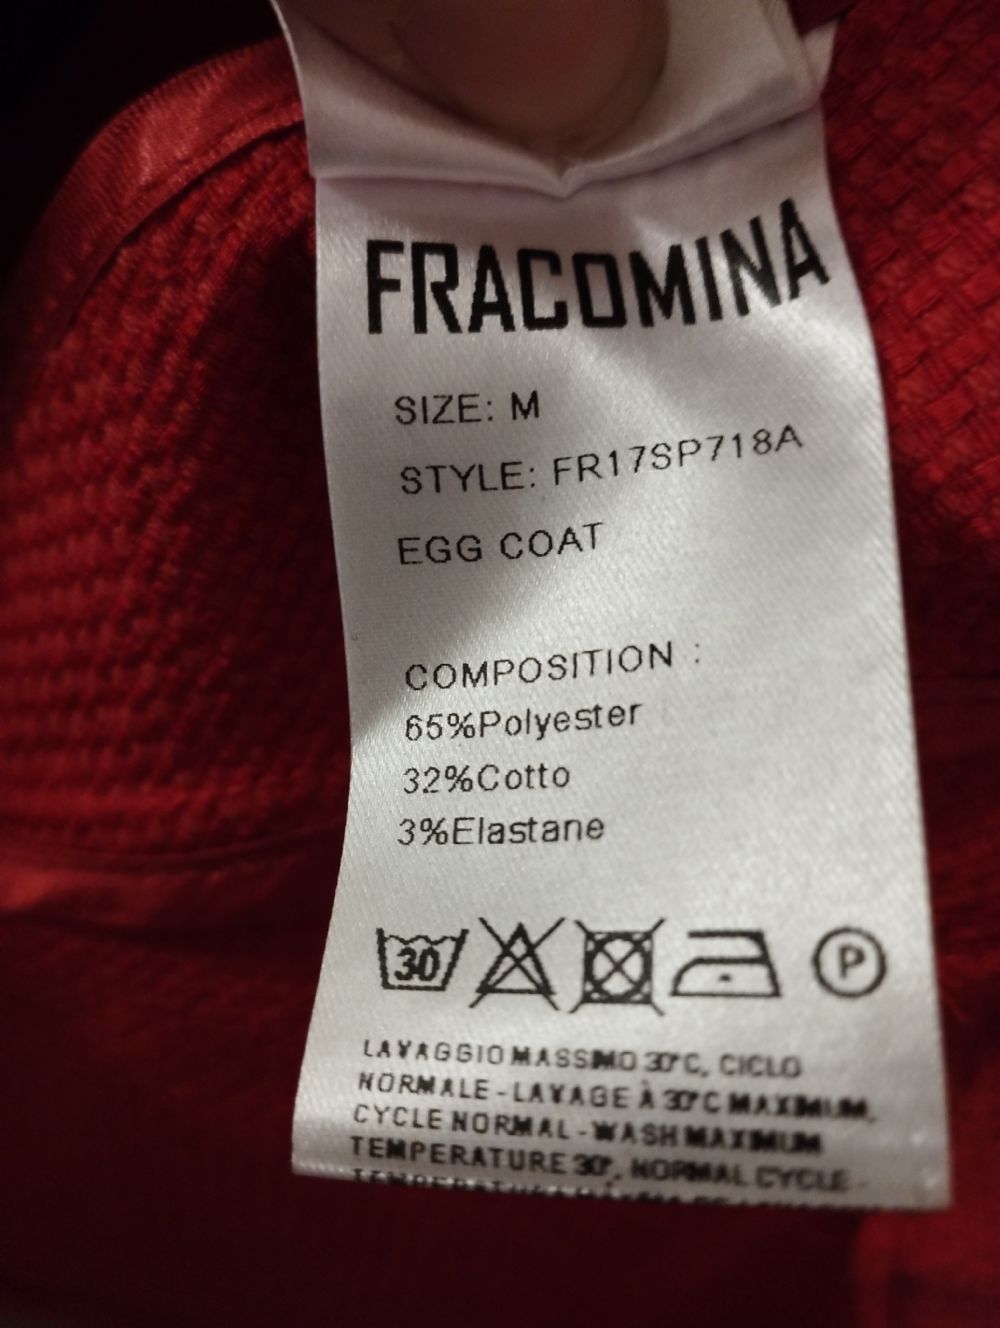 FRACOMINA
SIZE: M
STYLE: FR17SP718A
EGG COAT
COMPOSITION :
65%Polyester
32%Cotto
3%Elastane
30 P
LAVAGGIO MASSIMO 30°C, CICLO
NORMALE - LAVAGE À 30°C MAXIMUM,
CYCLE NORMAL - WASH MAXIMUM
TEMPERATURE 30°, NORMAL CYCLE -